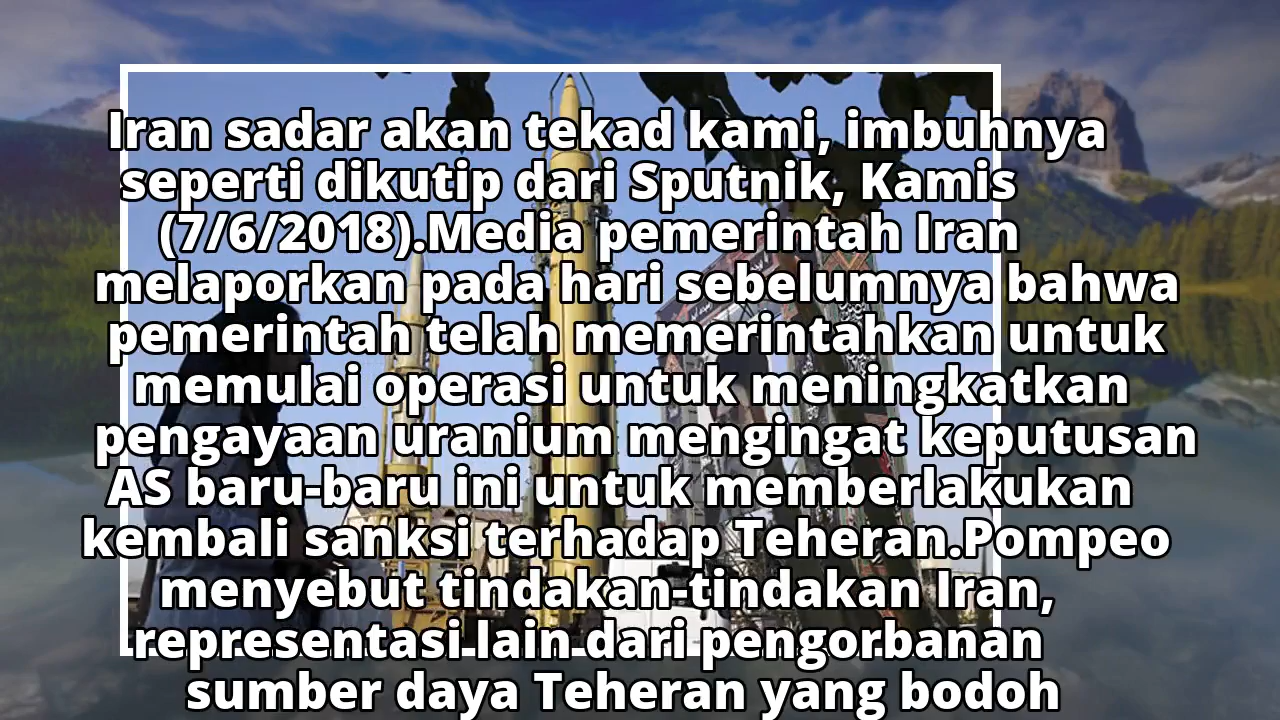 Iran sadar akan tekad kami, imbuhnya
seperti dikutip dari Sputnik, Kamis
(7/6/2018).Media pemerintah Iran
melaporkan pada hari sebelumnya bahwa
pemerintah telah memerintahkan untuk
memulai operasi untuk meningkatkan
pengayaan uranium mengingat keputusan
AS baru-baru ini untuk memberlakukan
kembali sanksi terhadap Teheran.Pompeo
menyebut tindakan-tindakan Iran,
representasi lain dari pengorbanan
sumber daya Teheran yang bodoh